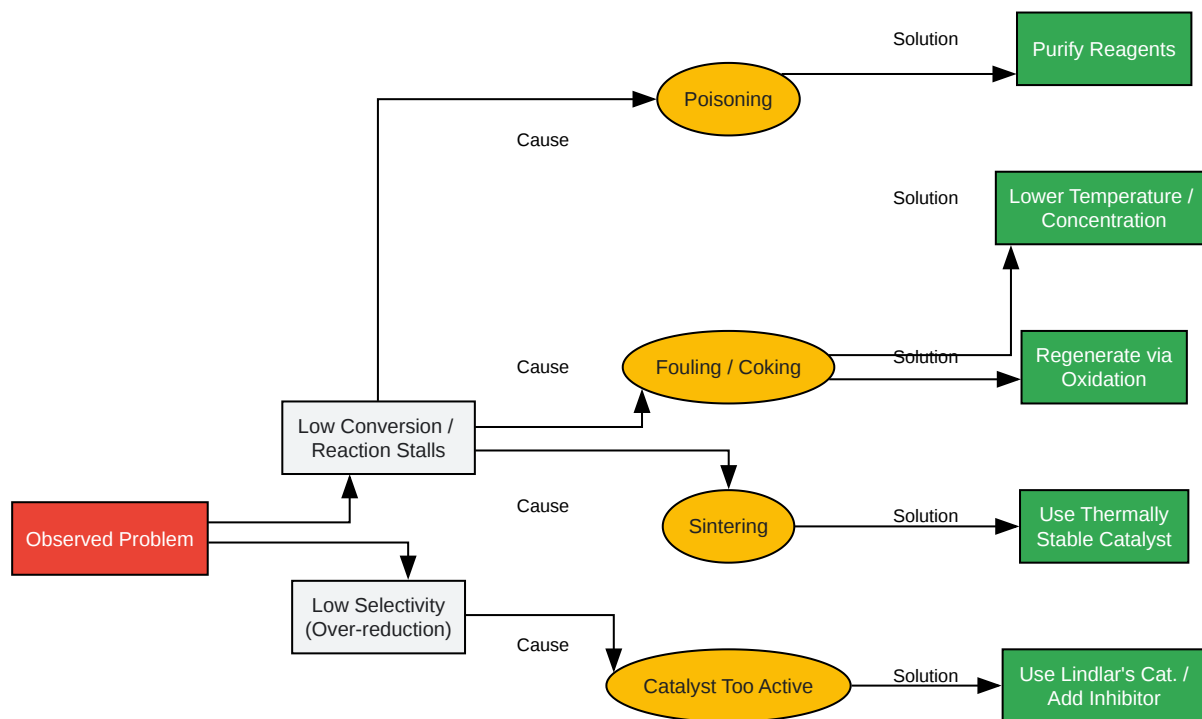 Solution
Purify Reagents
Poisoning
Cause
Solution
Lower Temperature /
Concentration
Cause
Fouling / Coking
Solution
Regenerate via
Oxidation
Low Conversion /
Reaction Stalls
Cause
Sintering
Solution
Use Thermally
Stable Catalyst
Observed Problem
Low Selectivity
(Over-reduction)
Cause
Catalyst Too Active
Solution
Use Lindlar's Cat. /
Add Inhibitor